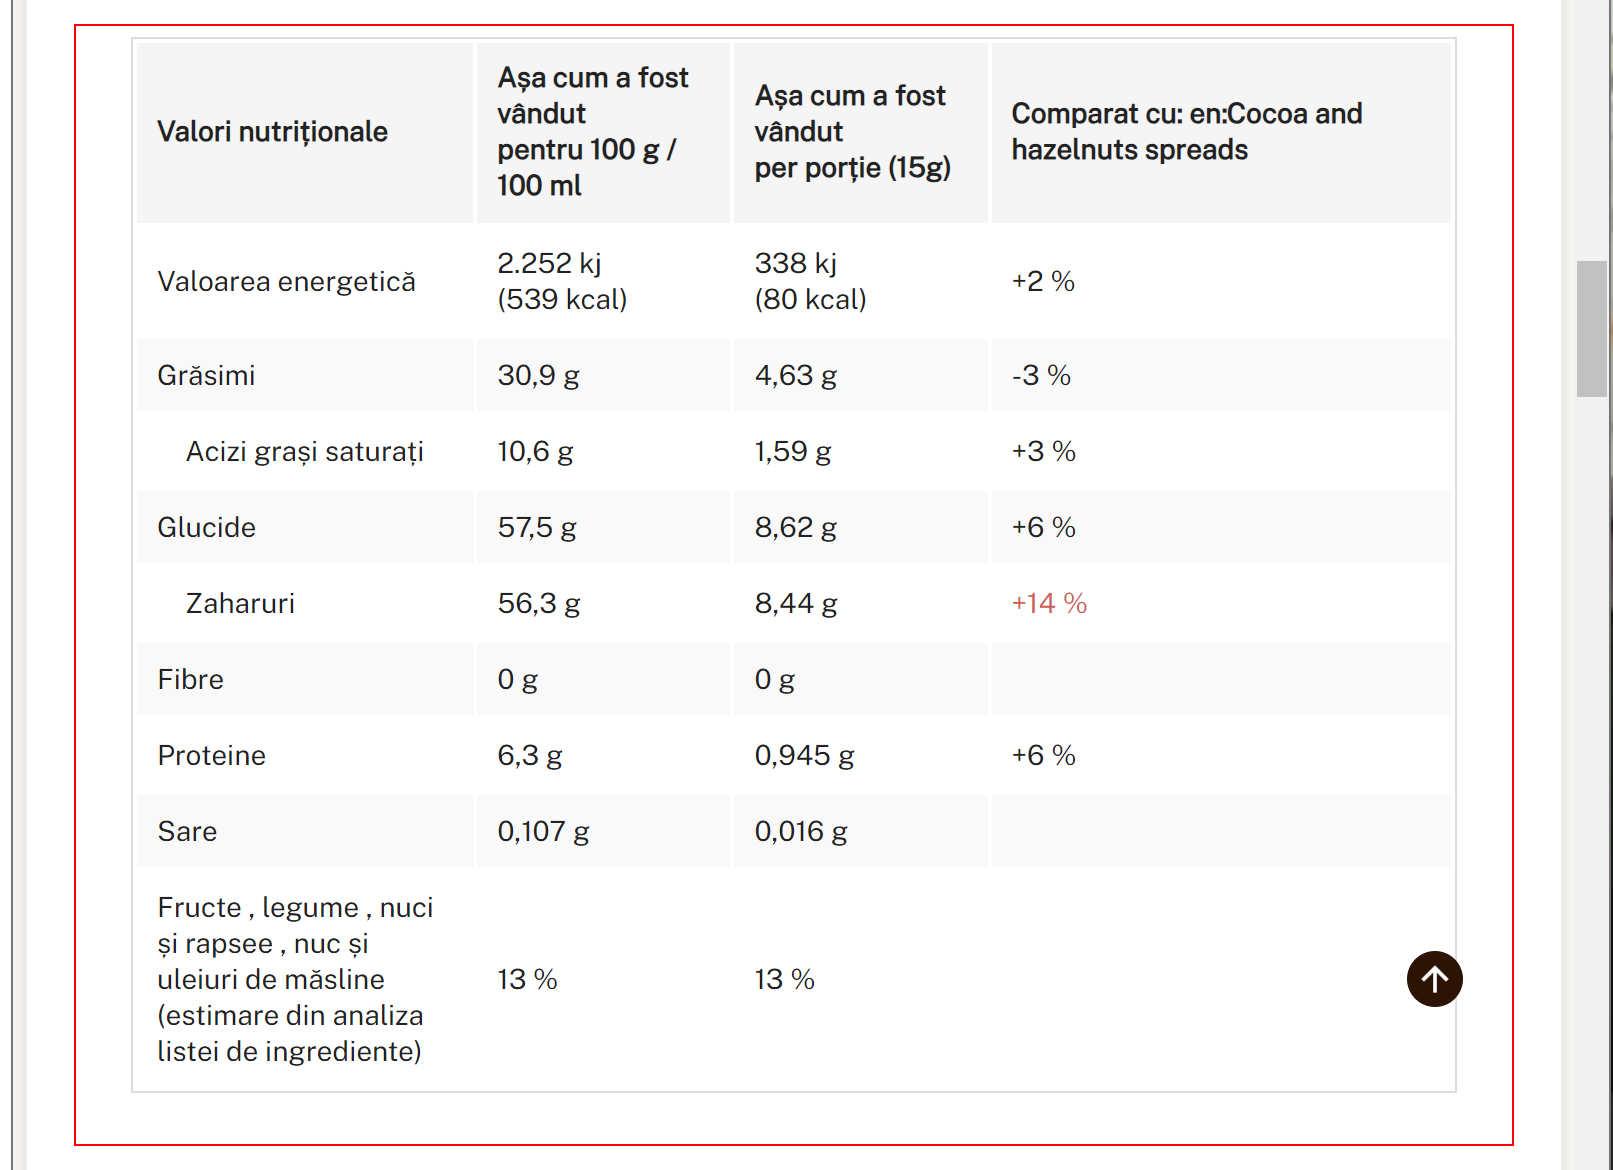 Valori nutriționale
Așa cum a fost
vândut
pentru 100 g /
100 ml
Așa cum a fost
vândut
per porție (15g)
Comparat cu: en:Cocoa and
hazelnuts spreads
Valoarea energetică
2.252 kj
(539 kcal)
338 kj
(80 kcal)
+2 %
Grăsimi
30,9 g
4,63 g
-3 %
Acizi grași saturați
10,6 g
1,59 g
+3 %
Glucide
57,5 g
8,62 g
+6 %
Zaharuri
56,3 g
8,44 g
+14 %
Fibre
0 g
0 g
Proteine
6,3 g
0,945 g
+6 %
Sare
0,107 g
0,016 g
Fructe , legume , nuci
și rapsee , nuc și
uleiuri de măsline
(estimare din analiza
listei de ingrediente)
13 %
13 %